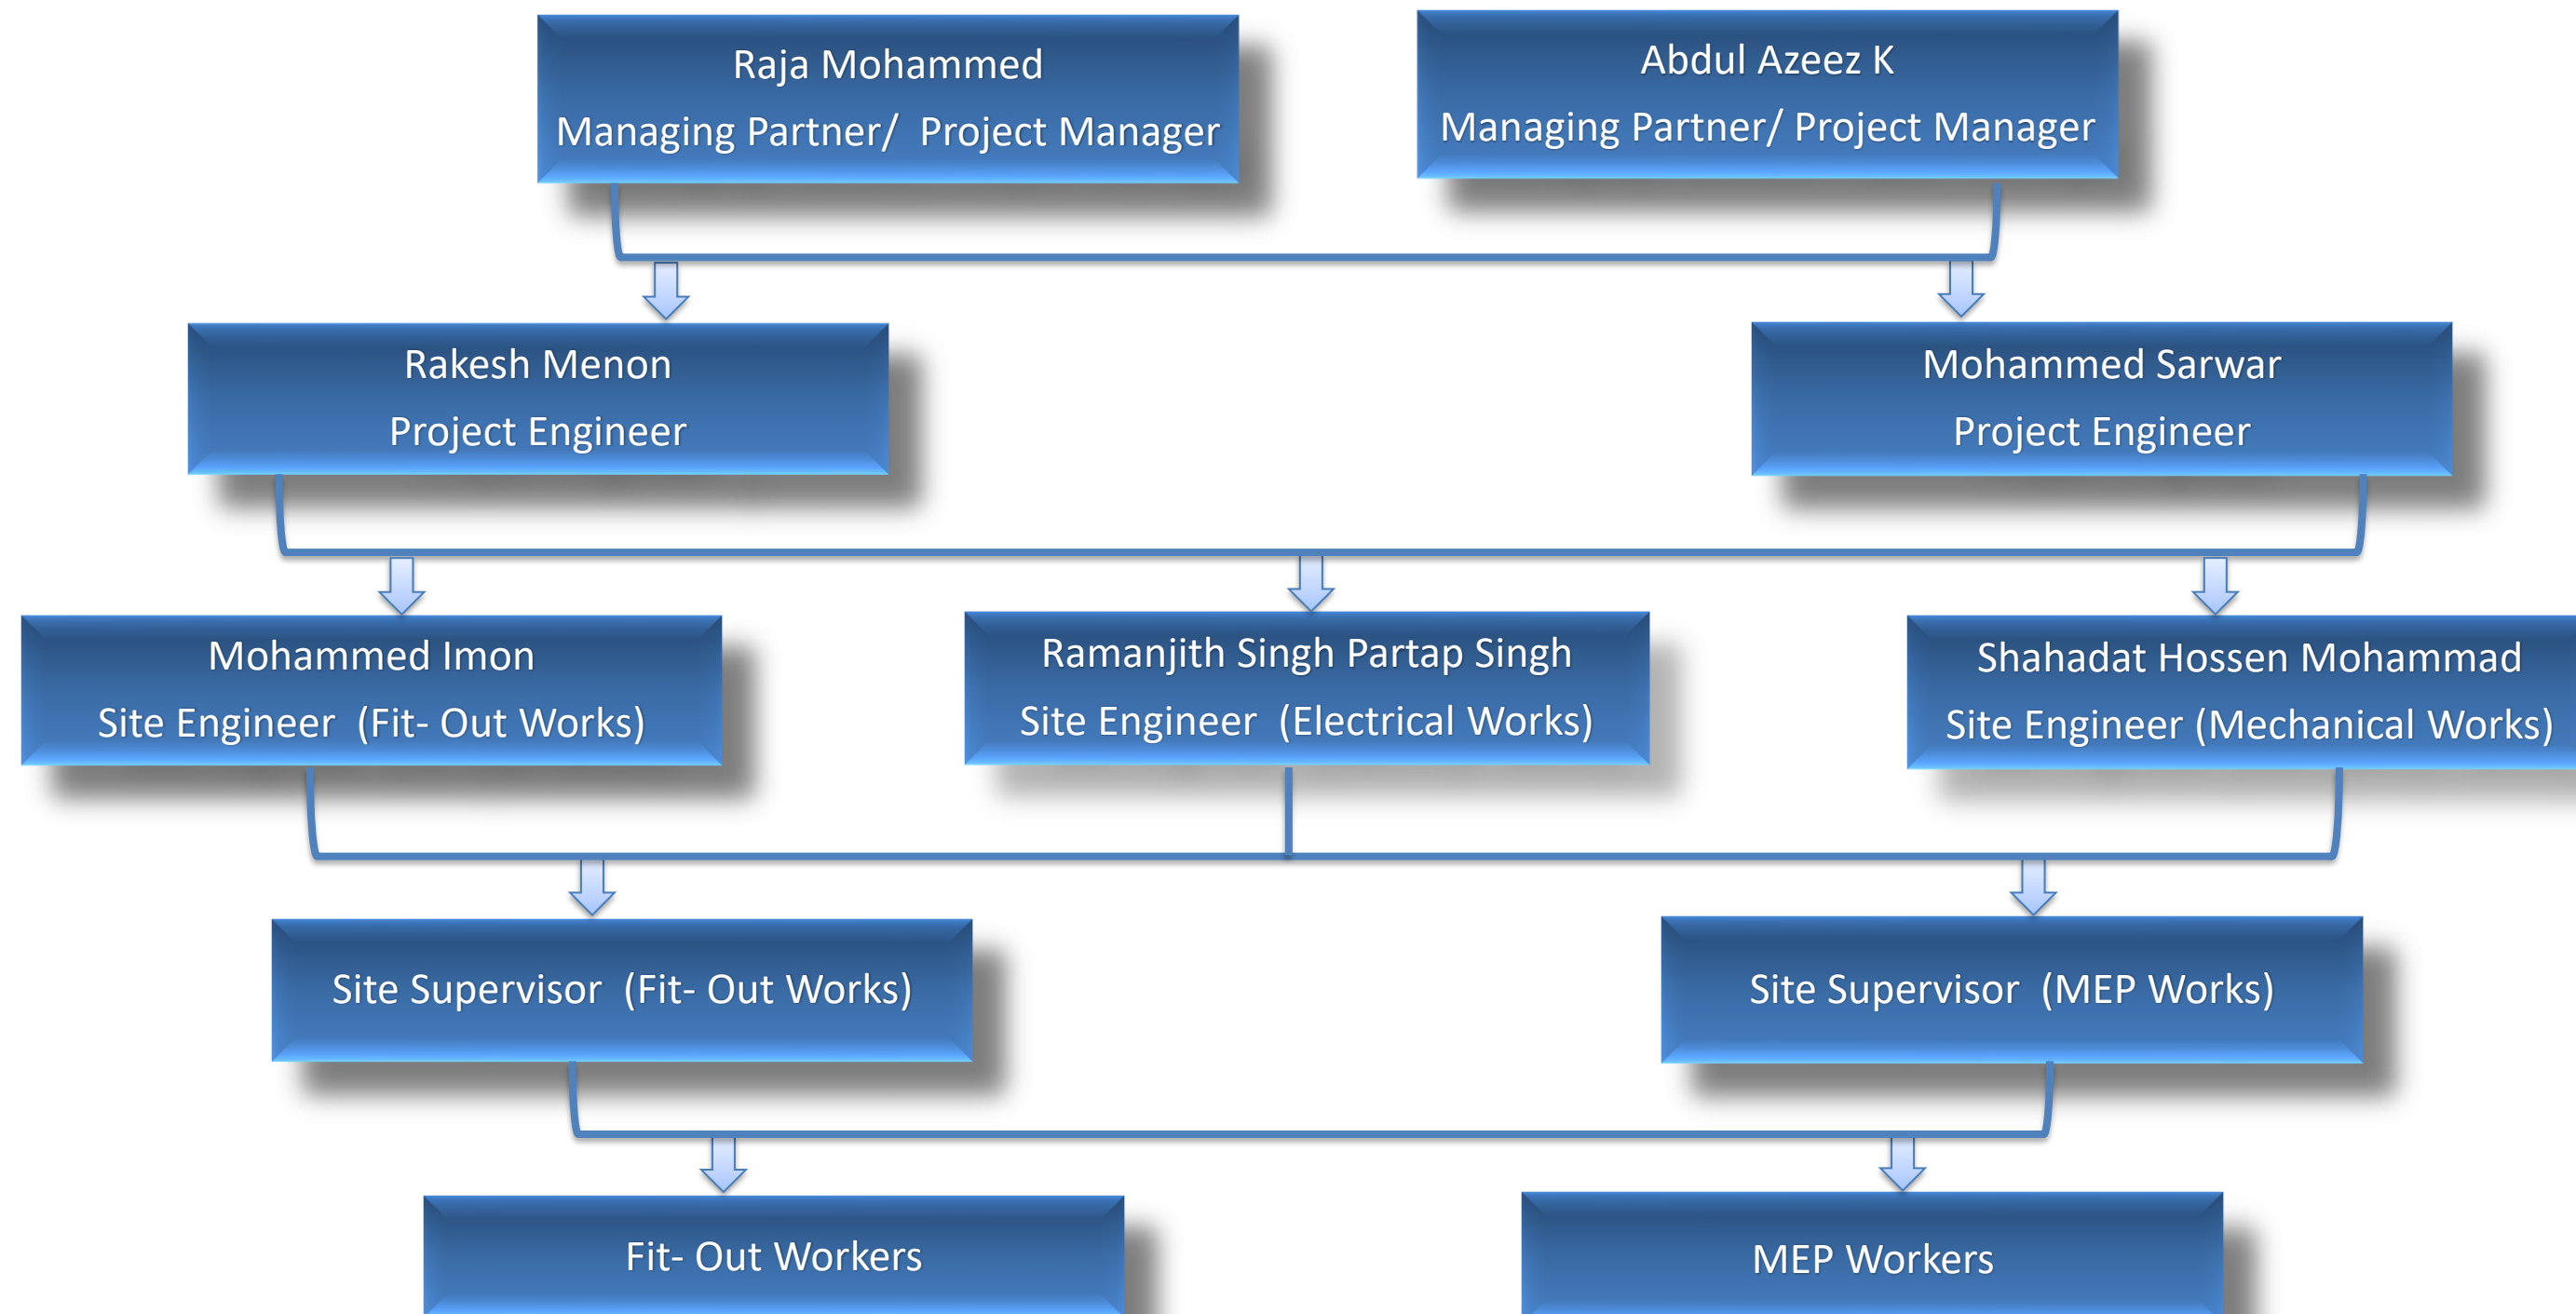 Raja Mohammed
Managing Partner/ Project Manager
Abdul Azeez K
Managing Partner/ Project Manager
Rakesh Menon
Project Engineer
Mohammed Sarwar
Project Engineer
Mohammed Imon
Site Engineer (Fit- Out Works)
Ramanjith Singh Partap Singh
Site Engineer (Electrical Works)
Shahadat Hossen Mohammad
Site Engineer (Mechanical Works)
Site Supervisor (Fit- Out Works)
Site Supervisor (MEP Works)
Fit- Out Workers
MEP Workers